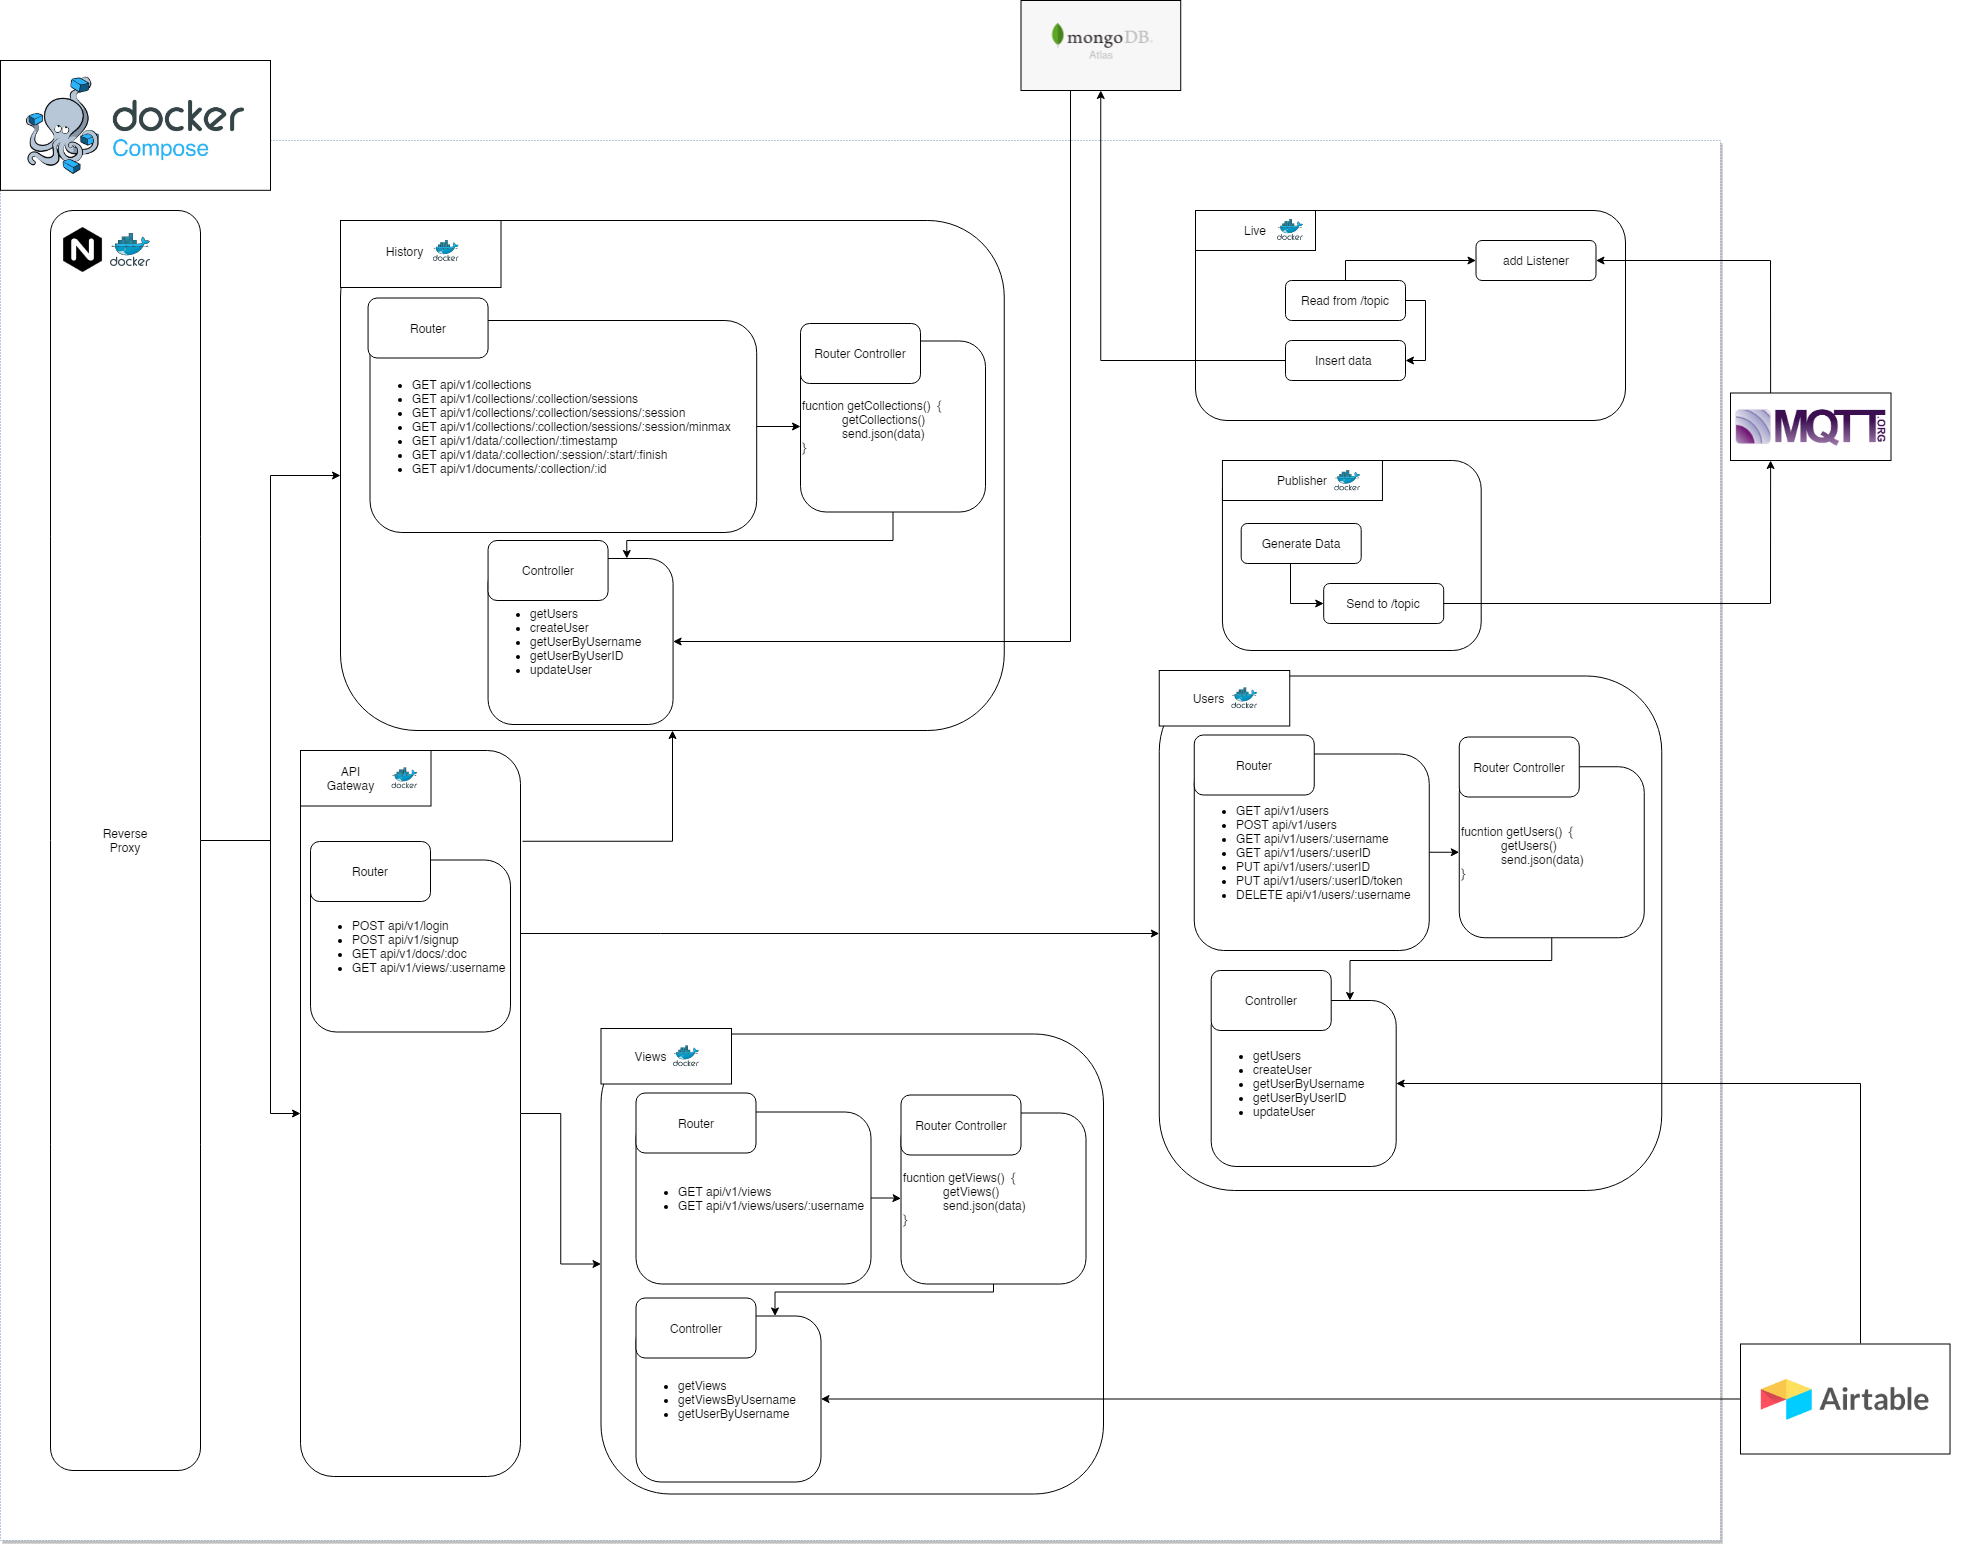 mongoDB.
Atlas
docker
Compose
docker
Reverse
Proxy
History
docker
Router
GET api/v1/collections
GET api/v1/collections/:collection/sessions
GET api/v1/collections/:collection/sessions/:session
GET api/v1/collections/:collection/sessions/:session/minmax
GET api/v1/data/:collection/:timestamp
GET api/v1/data/:collection/:session/:start/:finish
GET api/v1/documents/:collection/:id
Router Controller
fucntion getCollections() {
getCollections()
send.json(data)
}
Controller
getUsers
createUser
getUserByUsername
getUserByUserID
updateUser
Live
docker
add Listener
Read from /topic
Insert data
MQTT
.ORG
Publisher
docker
Generate Data
Send to /topic
API
Gateway
docker
Router
POST api/v1/login
POST api/v1/signup
GET api/v1/docs/:doc
GET api/v1/views/:username
Users
docker
Router
GET api/v1/users
POST api/v1/users
GET api/v1/users/:username
GET api/v1/users/:userID
PUT api/v1/users/:userID
PUT api/v1/users/:userID/token
DELETE api/v1/users/:username
Router Controller
fucntion getUsers() {
getUsers()
send.json(data)
}
Controller
getUsers
createUser
getUserByUsername
getUserByUserID
updateUser
Views
docker
Router
GET api/v1/views
GET api/v1/views/users/:username
Router Controller
fucntion getViews() {
getViews()
send.json(data)
}
Controller
getViews
getViewsByUsername
getUserByUsername
Airtable